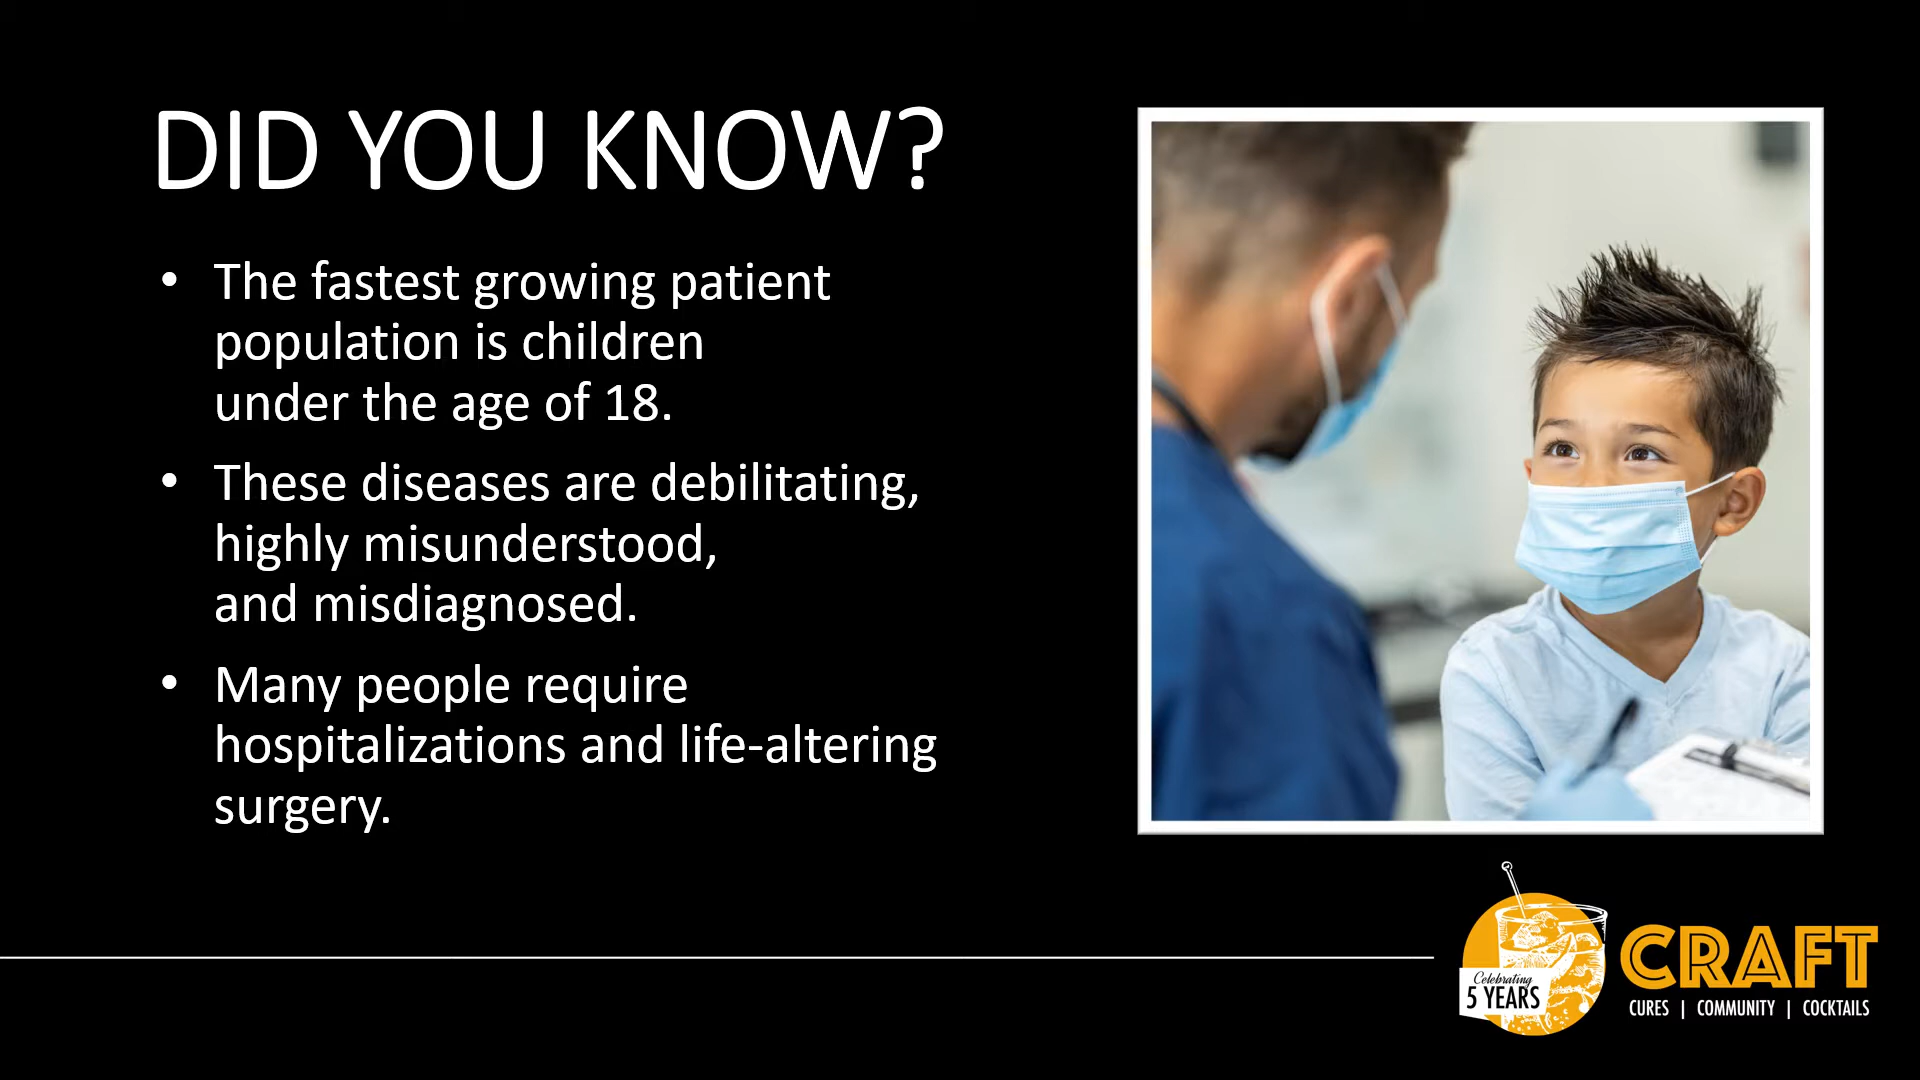 DID YOU KNOW?
• The fastest growing patient
population is children
under the age of 18.
• These diseases are debilitating,
highly misunderstood,
and misdiagnosed.
• Many people require
hospitalizations and life-altering
surgery.
Celebrating
5 YEARS
CRAFT
CURES | COMMUNITY | COCKTAILS